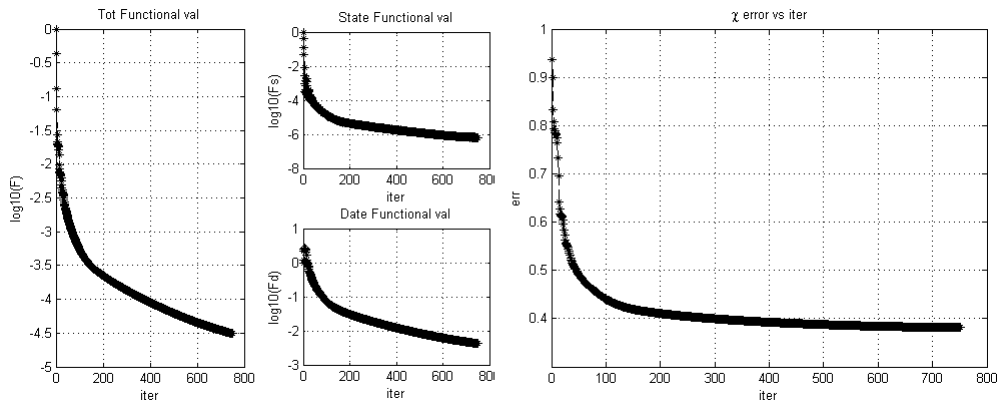 Tot Functional val
0
-0.5
-1
-1.5
-2
-2.5
-3
-3.5
-4
-4.5
-5
log10(F)
0 200 400 600 800
iter
State Functional val
0
-2
-4
-6
-8
log10(Fs)
0 200 400 600 800
iter
Date Functional val
1
0
-1
-2
-3
log10(Fd)
0 200 400 600 800
iter
χ error vs iter
1
0.9
0.8
0.7
0.6
0.5
0.4
err
0 100 200 300 400 500 600 700 800
iter